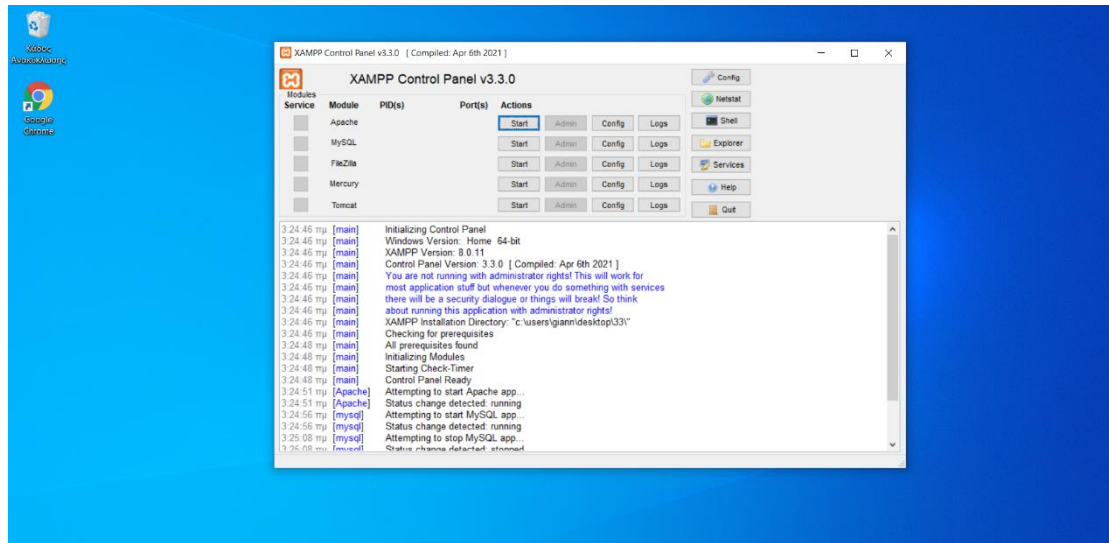 Κάδος
Ανακύκλωσης
Google
Chrome
XAMPP Control Panel v3.3.0 [ Compiled: Apr 6th 2021 ]
XAMPP Control Panel v3.3.0
Modules
Service Module PID(s) Port(s) Actions
Apache Start Admin Config Logs
MySQL Start Admin Config Logs
FileZilla Start Admin Config Logs
Mercury Start Admin Config Logs
Tomcat Start Admin Config Logs
Config
Netstat
Shell
Explorer
Services
Help
Quit
3:24:46 πμ [main] Initializing Control Panel
3:24:46 πμ [main] Windows Version: Home 64-bit
3:24:46 πμ [main] XAMPP Version: 8.0.11
3:24:46 πμ [main] Control Panel Version: 3.3.0 [ Compiled: Apr 6th 2021 ]
3:24:46 πμ [main] You are not running with administrator rights! This will work for
3:24:46 πμ [main] most application stuff but whenever you do something with services
3:24:46 πμ [main] there will be a security dialogue or things will break! So think
3:24:46 πμ [main] about running this application with administrator rights!
3:24:46 πμ [main] XAMPP Installation Directory: "c:\users\giann\desktop\33\"
3:24:46 πμ [main] Checking for prerequisites
3:24:48 πμ [main] All prerequisites found
3:24:48 πμ [main] Initializing Modules
3:24:48 πμ [main] Starting Check-Timer
3:24:48 πμ [main] Control Panel Ready
3:24:51 πμ [Apache] Attempting to start Apache app...
3:24:51 πμ [Apache] Status change detected: running
3:24:56 πμ [mysql] Attempting to start MySQL app...
3:24:56 πμ [mysql] Status change detected: running
3:25:08 πμ [mysql] Attempting to stop MySQL app...
3:25:08 πμ [mysql] Status change detected: stopped